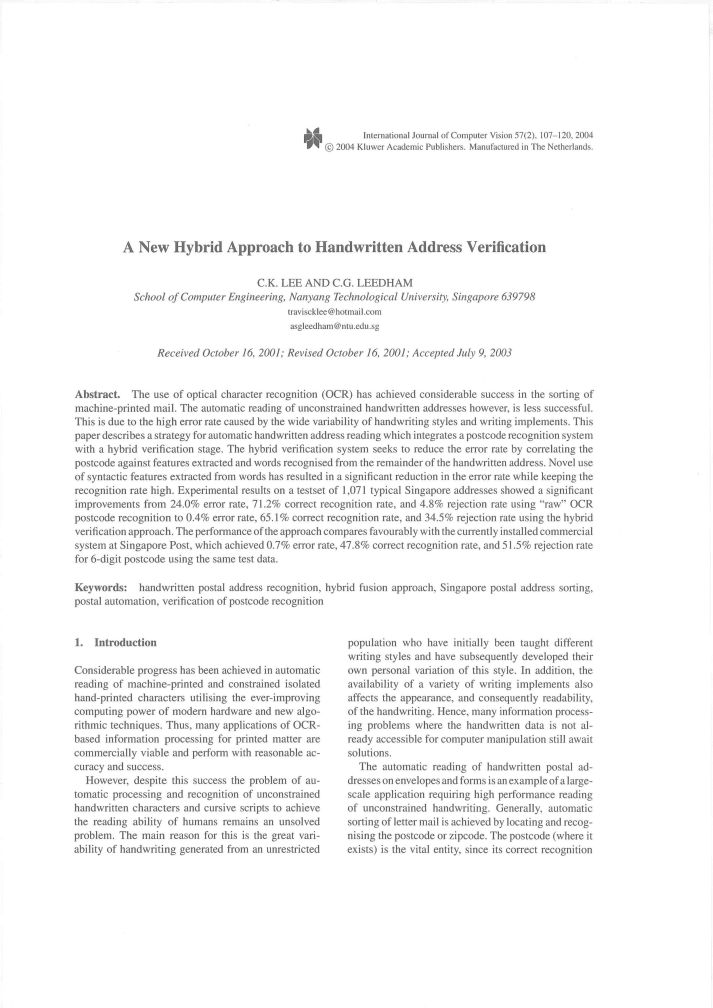 International Journal of Computer Vision 57(2), 107–120, 2004
© 2004 Kluwer Academic Publishers. Manufactured in The Netherlands.
A New Hybrid Approach to Handwritten Address Verification
C.K. LEE AND C.G. LEEDHAM
School of Computer Engineering, Nanyang Technological University, Singapore 639798
traviscklee@hotmail.com
asgleedham@ntu.edu.sg
Received October 16, 2001; Revised October 16, 2001; Accepted July 9, 2003
Abstract. The use of optical character recognition (OCR) has achieved considerable success in the sorting of
machine-printed mail. The automatic reading of unconstrained handwritten addresses however, is less successful.
This is due to the high error rate caused by the wide variability of handwriting styles and writing implements. This
paper describes a strategy for automatic handwritten address reading which integrates a postcode recognition system
with a hybrid verification stage. The hybrid verification system seeks to reduce the error rate by correlating the
postcode against features extracted and words recognised from the remainder of the handwritten address. Novel use
of syntactic features extracted from words has resulted in a significant reduction in the error rate while keeping the
recognition rate high. Experimental results on a testset of 1,071 typical Singapore addresses showed a significant
improvements from 24.0% error rate, 71.2% correct recognition rate, and 4.8% rejection rate using "raw" OCR
postcode recognition to 0.4% error rate, 65.1% correct recognition rate, and 34.5% rejection rate using the hybrid
verification approach. The performance of the approach compares favourably with the currently installed commercial
system at Singapore Post, which achieved 0.7% error rate, 47.8% correct recognition rate, and 51.5% rejection rate
for 6-digit postcode using the same test data.
Keywords: handwritten postal address recognition, hybrid fusion approach, Singapore postal address sorting,
postal automation, verification of postcode recognition
1. Introduction
Considerable progress has been achieved in automatic
reading of machine-printed and constrained isolated
hand-printed characters utilising the ever-improving
computing power of modern hardware and new algo-
rithmic techniques. Thus, many applications of OCR-
based information processing for printed matter are
commercially viable and perform with reasonable ac-
curacy and success.
However, despite this success the problem of au-
tomatic processing and recognition of unconstrained
handwritten characters and cursive scripts to achieve
the reading ability of humans remains an unsolved
problem. The main reason for this is the great vari-
ability of handwriting generated from an unrestricted
population who have initially been taught different
writing styles and have subsequently developed their
own personal variation of this style. In addition, the
availability of a variety of writing implements also
affects the appearance, and consequently readability,
of the handwriting. Hence, many information process-
ing problems where the handwritten data is not al-
ready accessible for computer manipulation still await
solutions.
The automatic reading of handwritten postal ad-
dresses on envelopes and forms is an example of a large-
scale application requiring high performance reading
of unconstrained handwriting. Generally, automatic
sorting of letter mail is achieved by locating and recog-
nising the postcode or zipcode. The postcode (where it
exists) is the vital entity, since its correct recognition